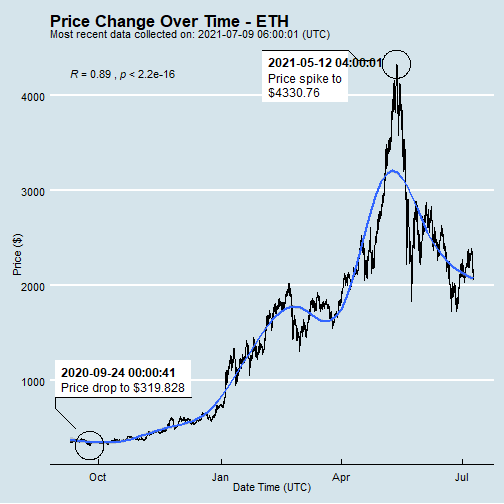 Price Change Over Time - ETH
Most recent data collected on: 2021-07-09 06:00:01 (UTC)
R = 0.89 , p < 2.2e-16
2021-05-12 04:00:01
Price spike to
$4330.76
4000
3000
2000
1000
Price ($)
2020-09-24 00:00:41
Price drop to $319.828
Oct
Jan
Apr
Jul
Date Time (UTC)